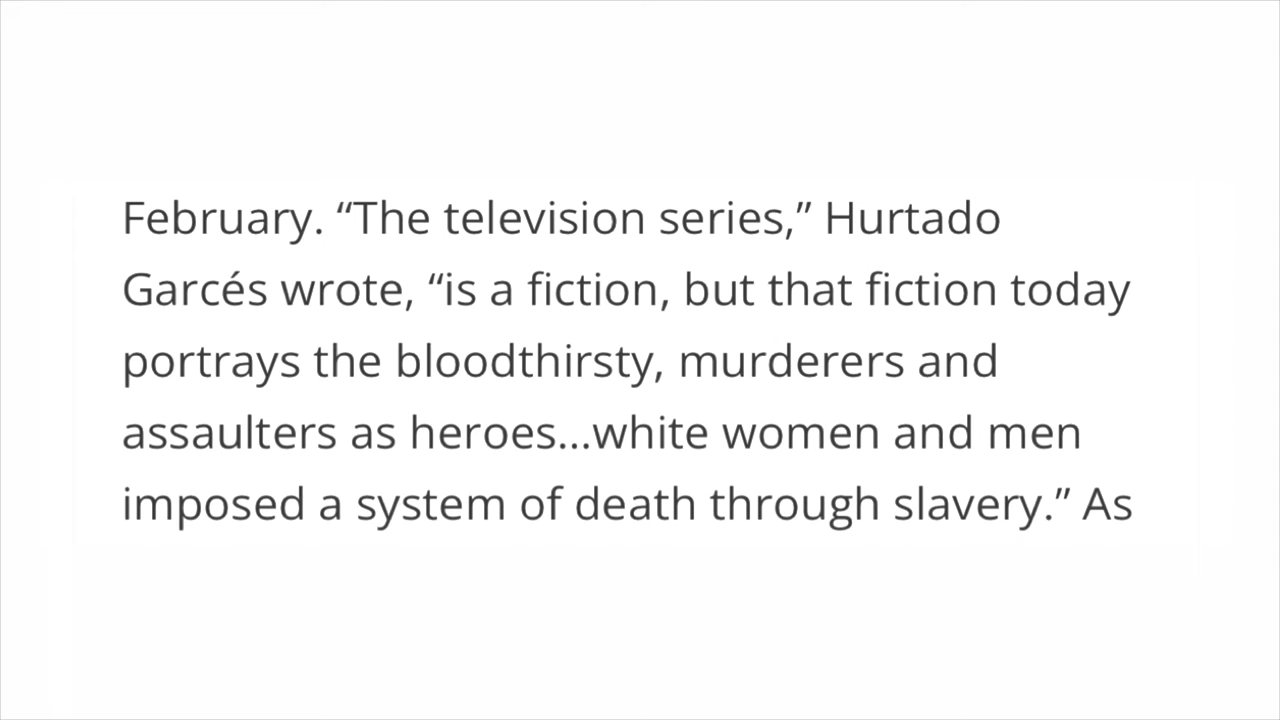 February. “The television series,” Hurtado
Garcés wrote, “is a fiction, but that fiction today
portrays the bloodthirsty, murderers and
assaulters as heroes...white women and men
imposed a system of death through slavery.” As